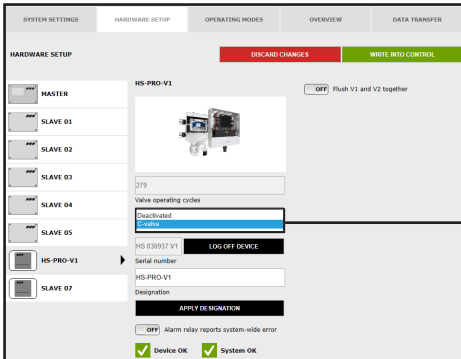 SYSTEM SETTINGS HARDWARE SETUP OPERATING MODES OVERVIEW DATA TRANSFER
HARDWARE SETUP DISCARD CHANGES WRITE INTO CONTROL
MASTER
SLAVE 01
SLAVE 02
SLAVE 03
SLAVE 04
SLAVE 05
HS-PRO-V1
SLAVE 07
HS-PRO-V1
279
Valve operating cycles
Deactivated
C-valve
HS 030937 V1 LOG OFF DEVICE
Serial number
HS-PRO-V1
Designation
APPLY DESIGNATION
OFF Alarm relay reports system-wide error
Device OK System OK
OFF Flush V1 and V2 together